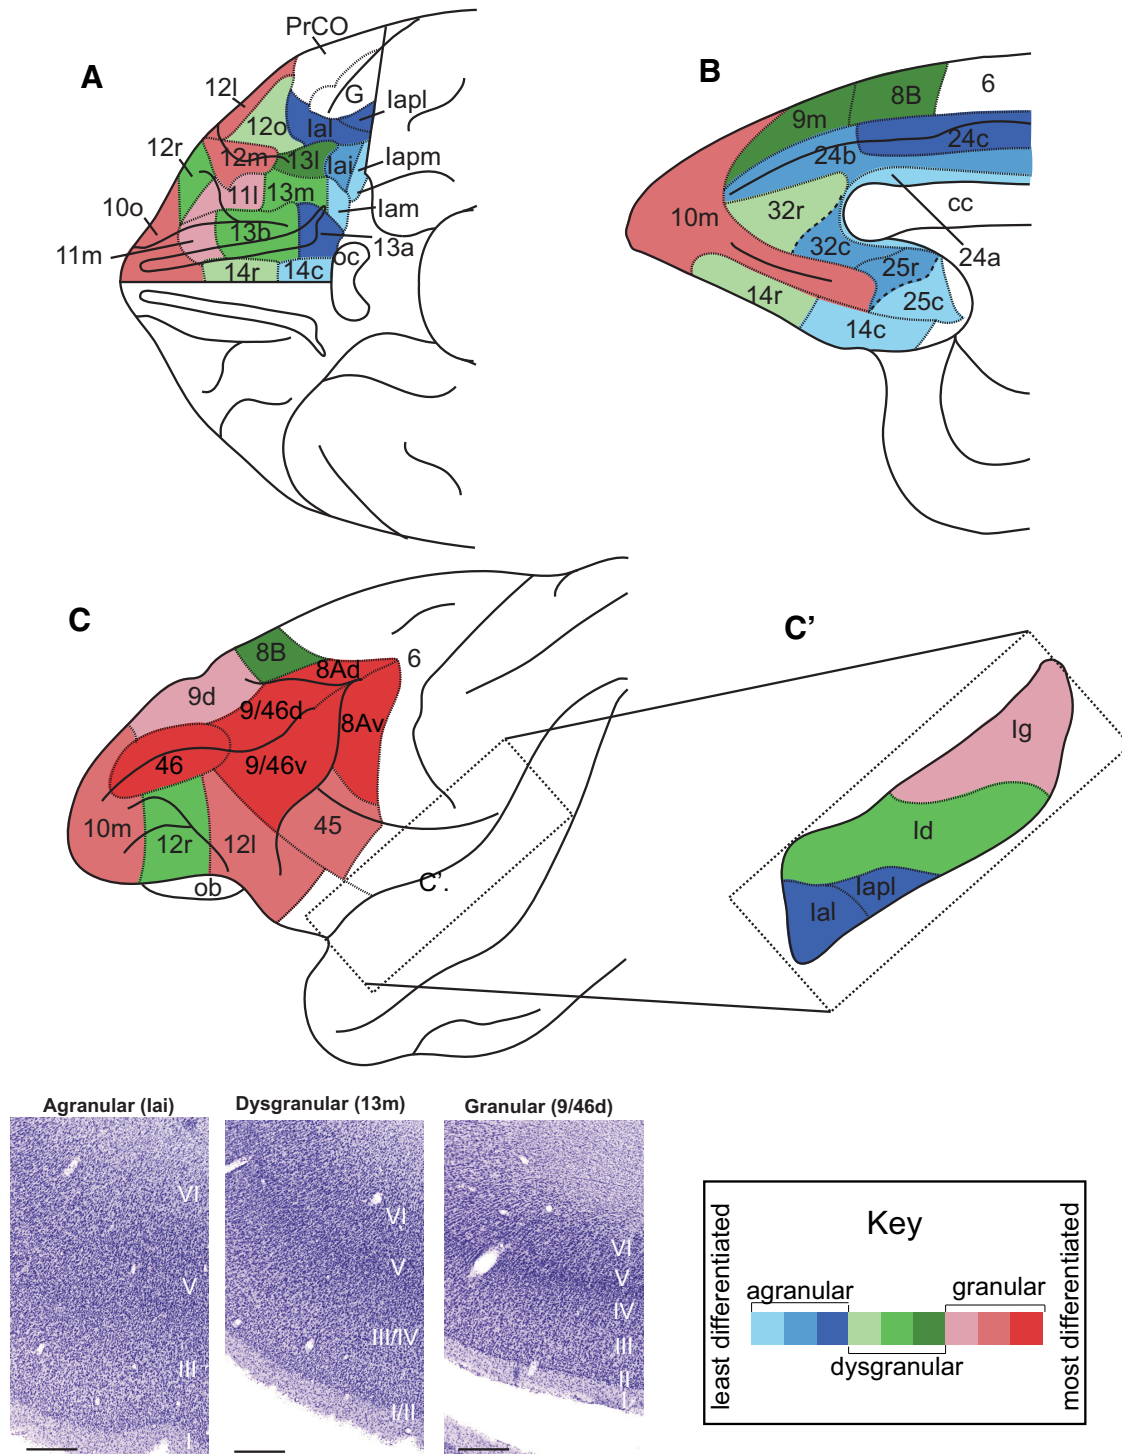 A
PrCO
12l
G
Iapl
12o
Ial
12r
12m
13l
Iai
Iapm
11l
13m
Iam
10o
13b
11m
13a
oc
14r
14c
B
8B
6
9m
24c
24b
cc
32r
10m
32c
24a
25r
14r
25c
14c
C
8B
6
8Ad
9d
9/46d
8Av
46
9/46v
10m
12r
12l
45
ob
C'.
C'
Ig
Id
Iapl
Ial
Agranular (Iai)
VI
V
III
I
Dysgranular (13m)
VI
V
III/IV
I/II
Granular (9/46d)
VI
V
IV
III
II
I
Key
least differentiated
agranular
granular
dysgranular
most differentiated